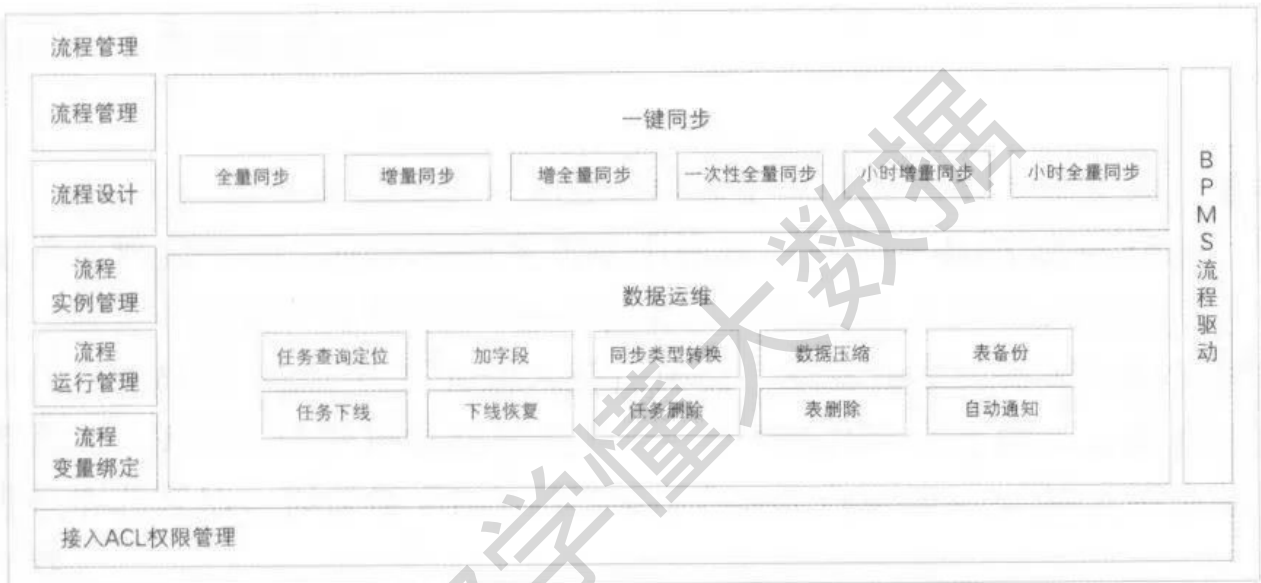 流程管理
流程管理
流程设计
流程
实例管理
流程
运行管理
流程
变量绑定
一键同步
全量同步
增量同步
增全量同步
一次性全量同步
小时增量同步
小时全量同步
数据运维
任务查询定位
加字段
同步类型转换
数据压缩
表备份
任务下线
下线恢复
任务删除
表删除
自动通知
BPMS流程驱动
接入ACL权限管理
学懂大数据